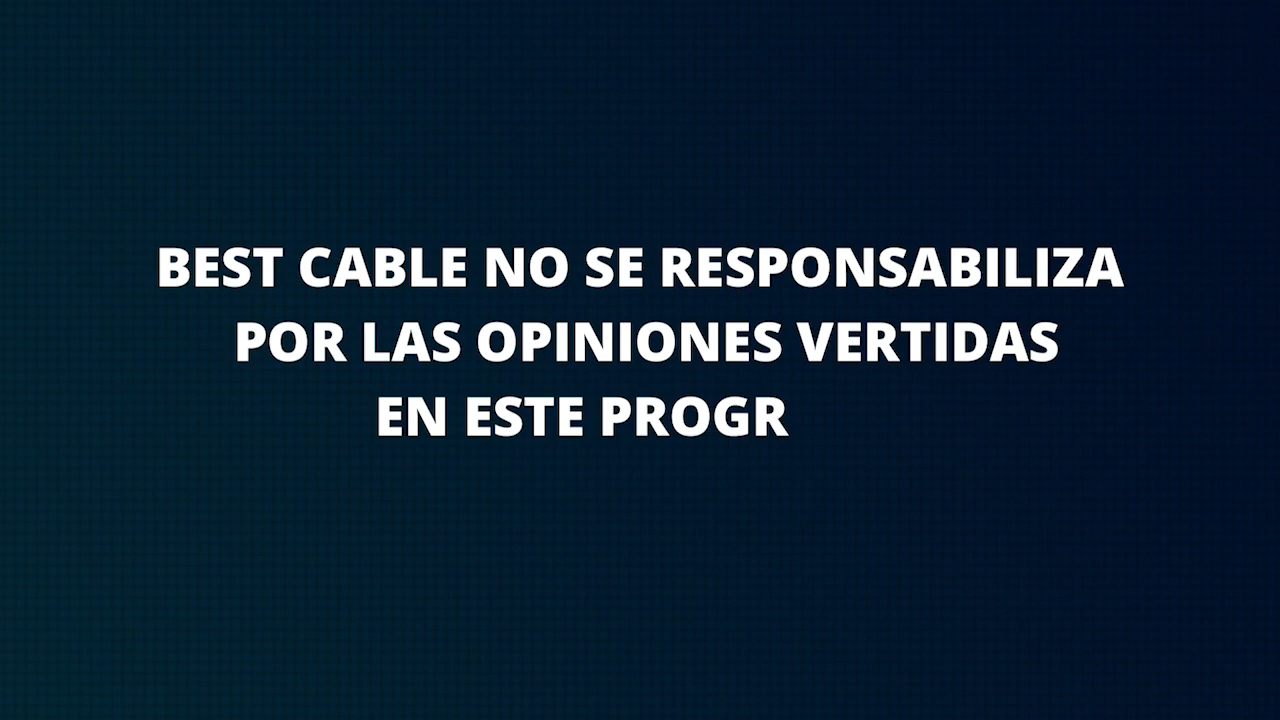 BEST CABLE NO SE RESPONSABILIZA
POR LAS OPINIONES VERTIDAS
EN ESTE PROGR